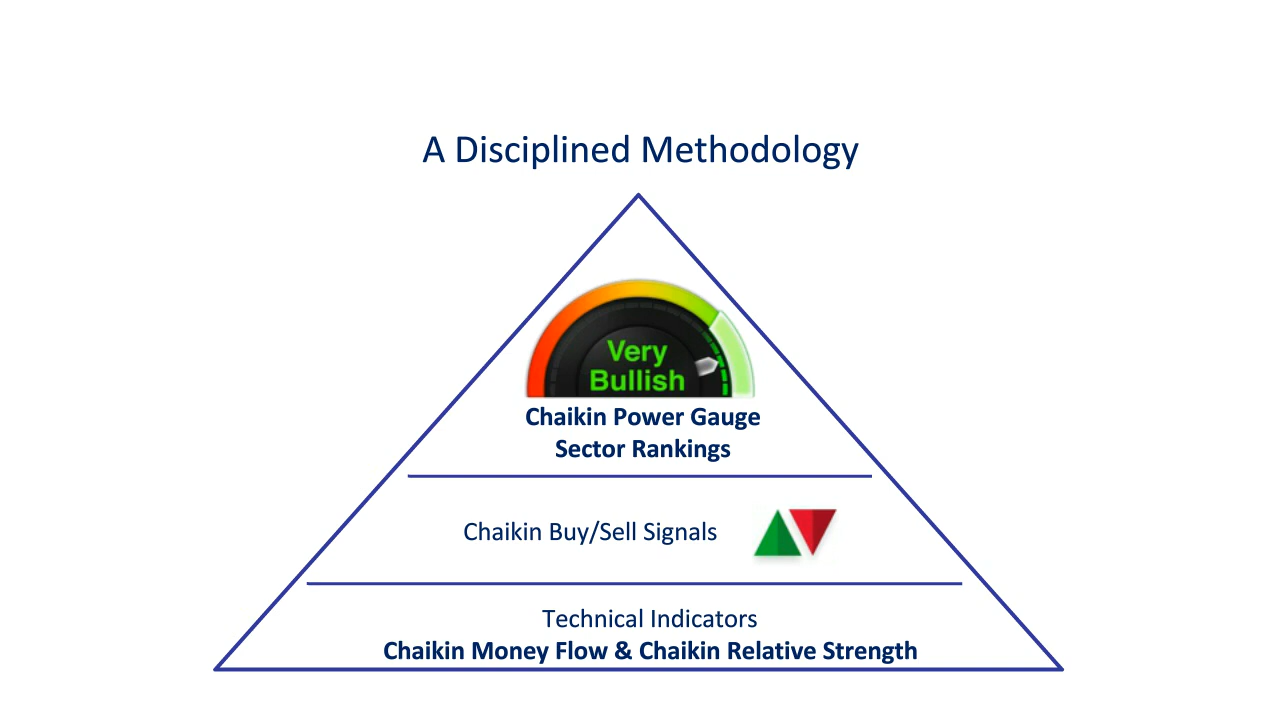 A Disciplined Methodology
Very
Bullish
Chaikin Power Gauge
Sector Rankings
Chaikin Buy/Sell Signals
Technical Indicators
Chaikin Money Flow & Chaikin Relative Strength